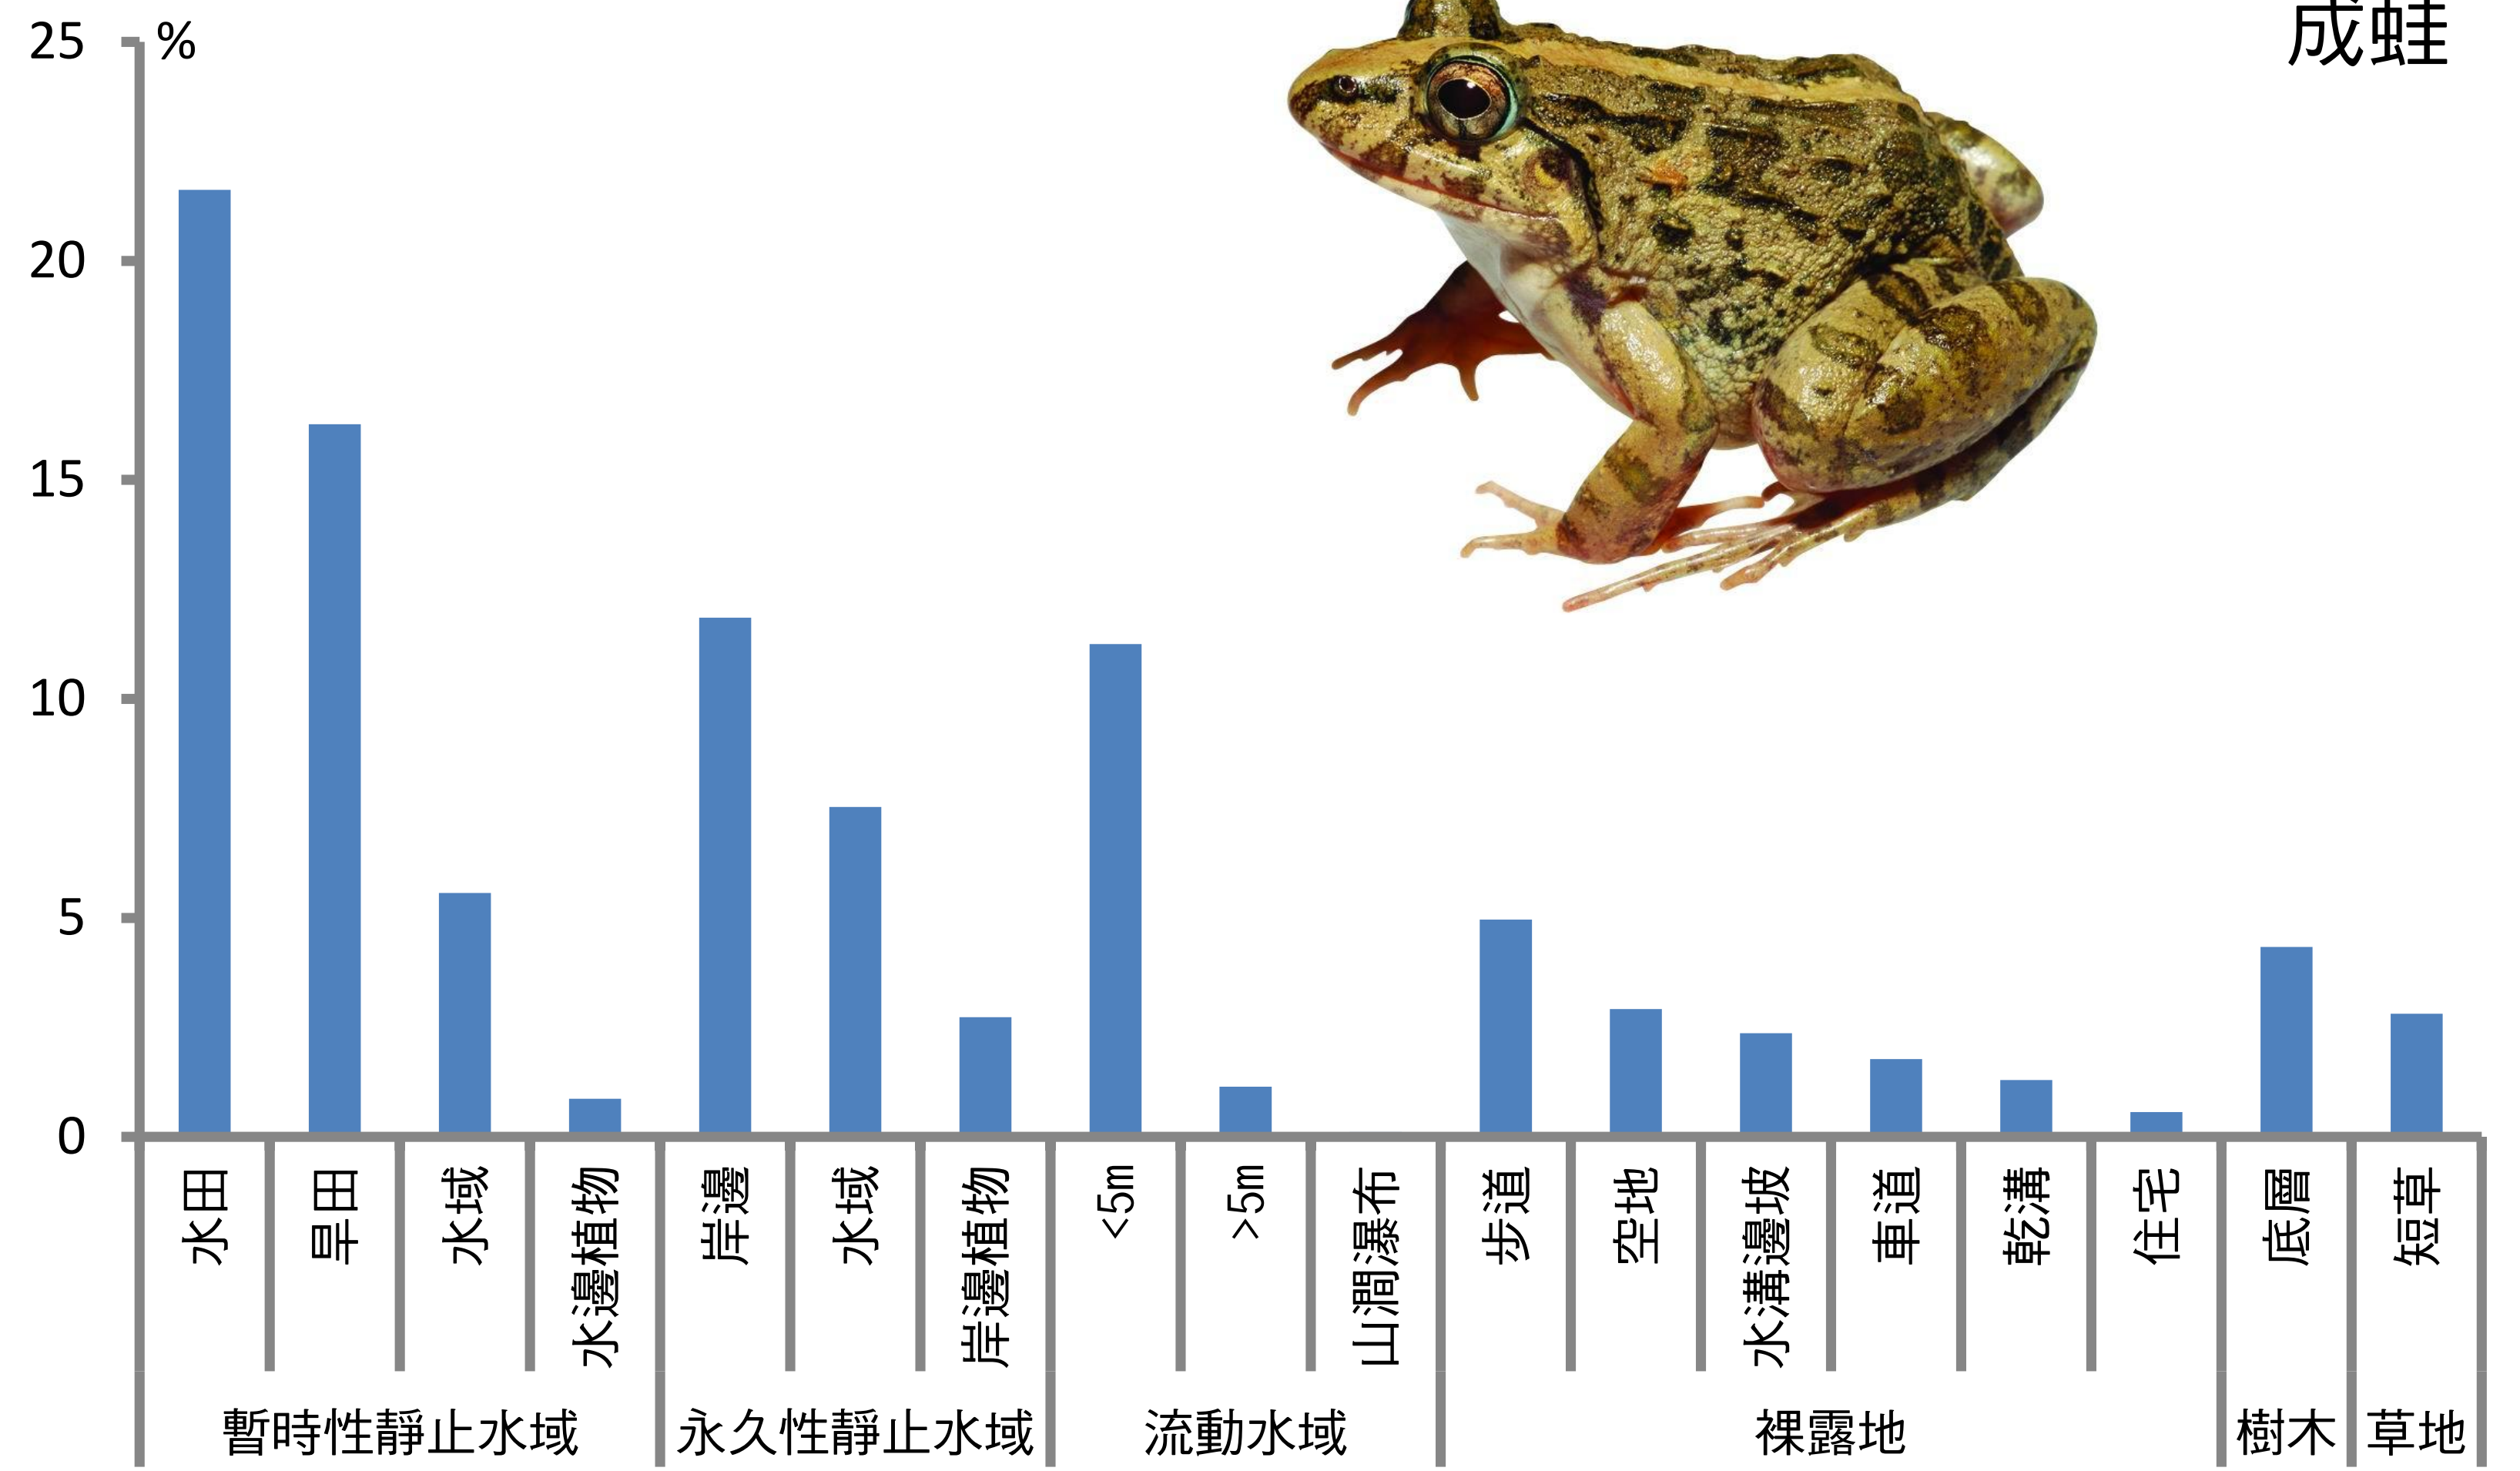 成蛙
%
25
20
15
10
5
0
水田
旱田
水域
水邊植物
岸邊
水域
岸邊植物
<5m
>5m
山澗瀑布
步道
空地
水溝邊坡
車道
乾溝
住宅
底層
短草
暫時性靜止水域
永久性靜止水域
流動水域
裸露地
樹木
草地